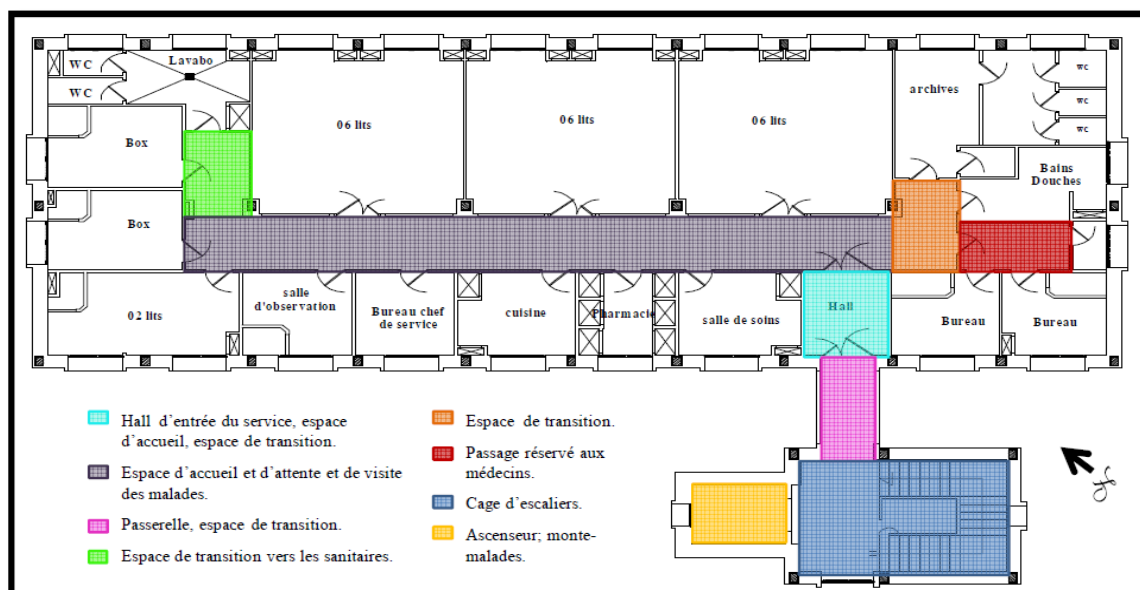 WC
Lavabo
WC
Box
Box
06 lits
06 lits
06 lits
archives
wc
wc
wc
Bains
Douches
02 lits
salle
d'observation
Bureau chef
de service
cuisine
Pharmacie
salle de soins
Hall
Bureau
Bureau
Hall d'entrée du service, espace
d'accueil, espace de transition.
Espace d'accueil et d'attente et de visite
des malades.
Passerelle, espace de transition.
Espace de transition vers les sanitaires.
Espace de transition.
Passage réservé aux
médecins.
Cage d'escaliers.
Ascenseur; monte-
malades.